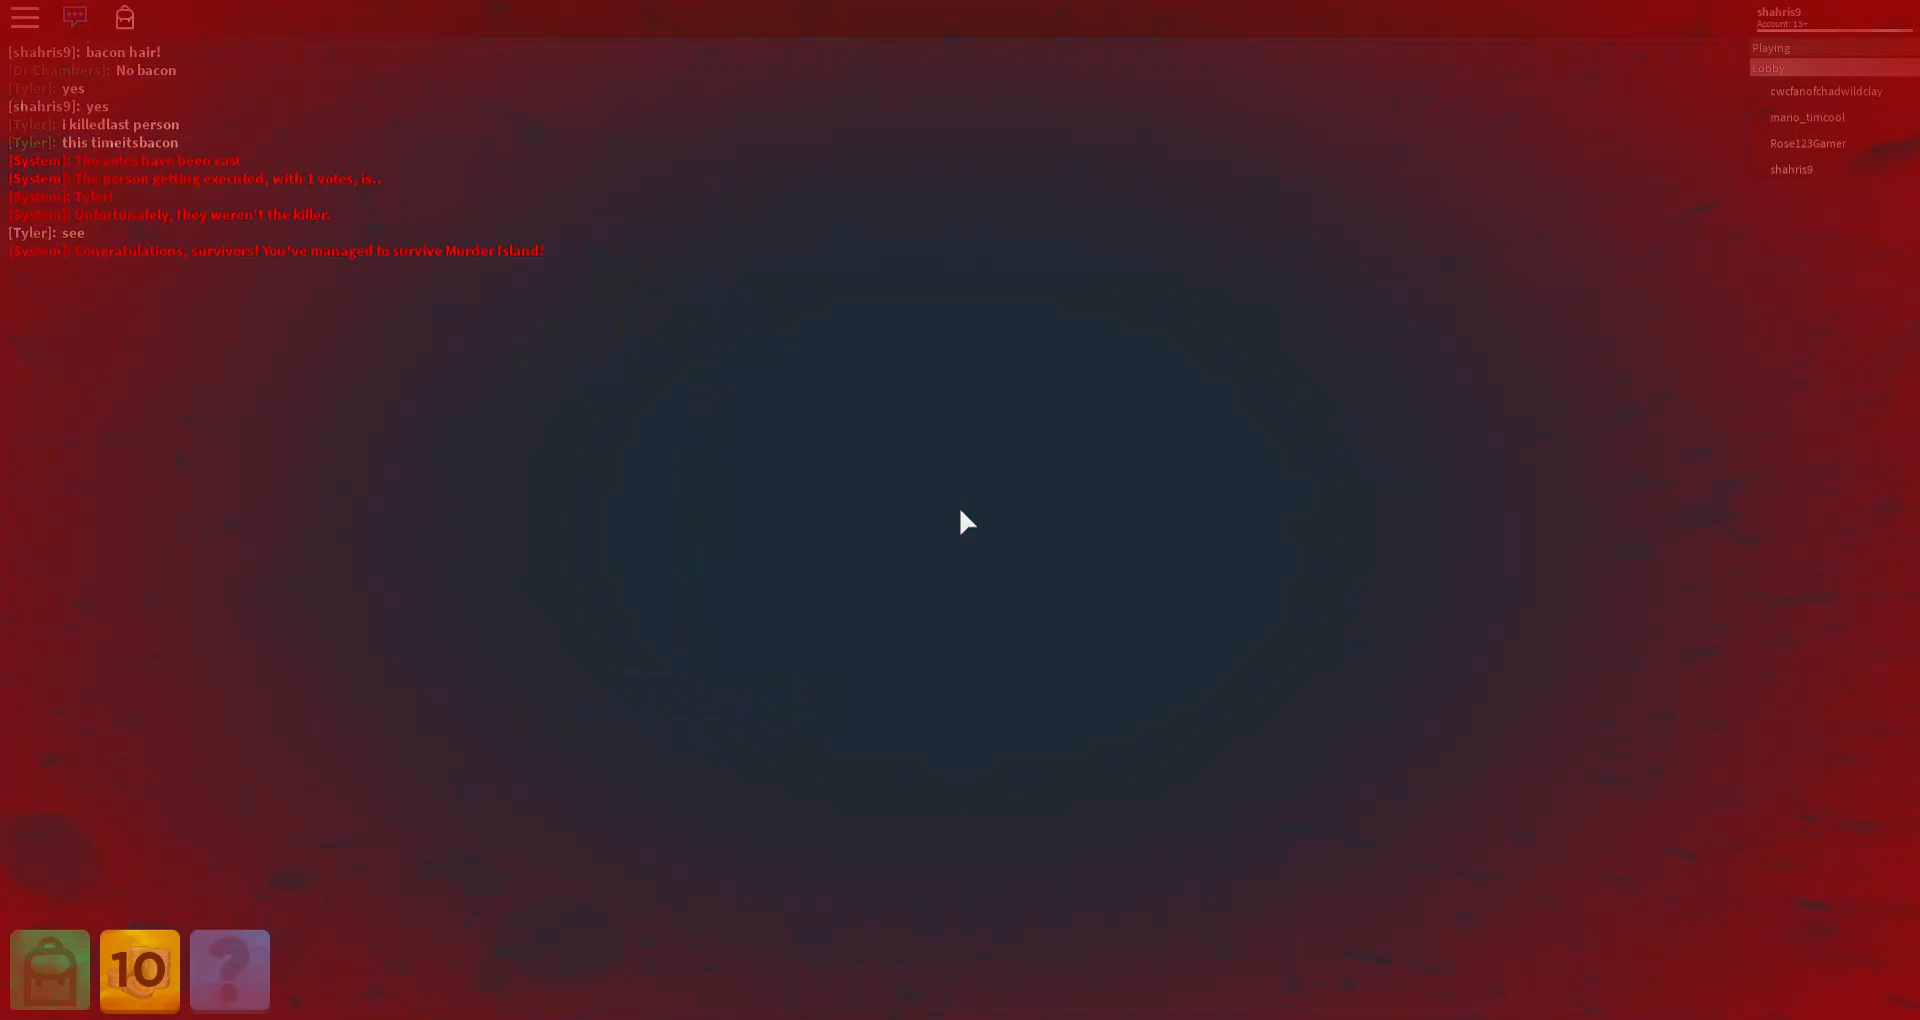 shahris9
Account: 13+
[shahris9]: bacon hair!
[Dr Chambers]: No bacon
[Tyler]: yes
[shahris9]: yes
[Tyler]: i killedlast person
[Tyler]: this timeitsbacon
[System]: The votes have been cast
[System]: The person getting executed, with 1 votes, is..
[System]: Tyler!
[System]: Unfortunately, they weren't the killer.
[Tyler]: see
[System]: Congratulations, survivors! You've managed to survive Murder Island!
Playing
Lobby
cwcfanofchadwildclay
mario_timcool
Rose123Gamer
shahris9
10
?